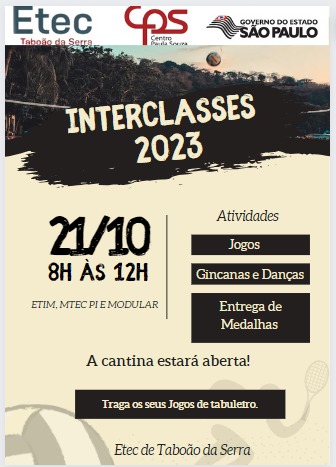 Etec
Taboão da Serra
CPS
Centro
Paula Souza
GOVERNO DO ESTADO
SÃO PAULO
INTERCLASSES
2023
21/10
8H ÀS 12H
ETIM, MTEC PI E MODULAR
Atividades
Jogos
Gincanas e Danças
Entrega de
Medalhas
A cantina estará aberta!
Traga os seus Jogos de tabuletro.
Etec de Taboão da Serra